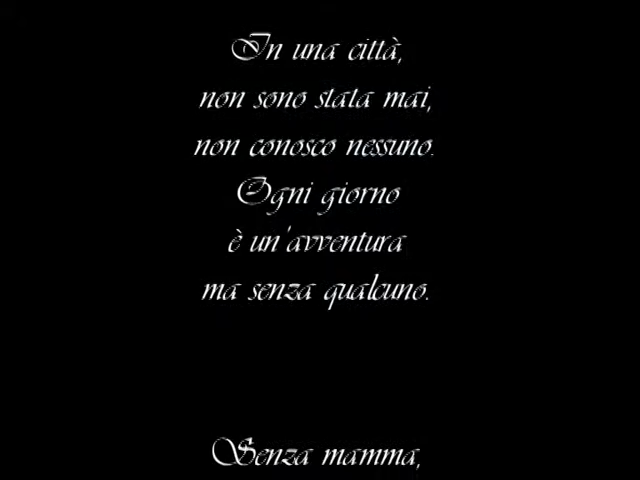 In una città,
non sono stata mai,
non conosco nessuno.
Ogni giorno
è un'avventura
ma senza qualcuno.
Senza mamma,